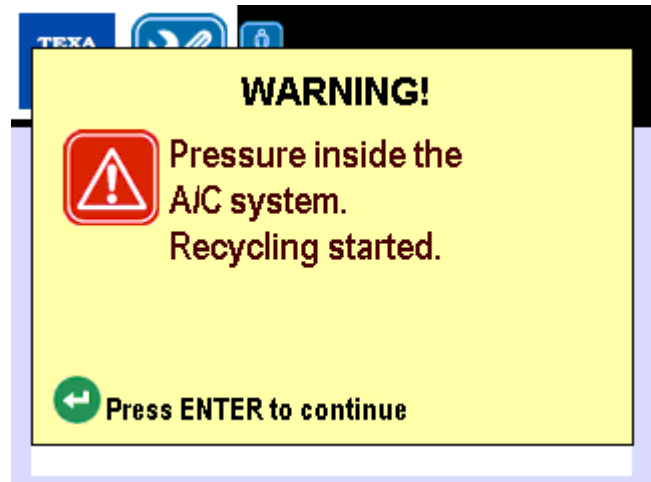 TEXA
WARNING!
Pressure inside the
A/C system.
Recycling started.
Press ENTER to continue